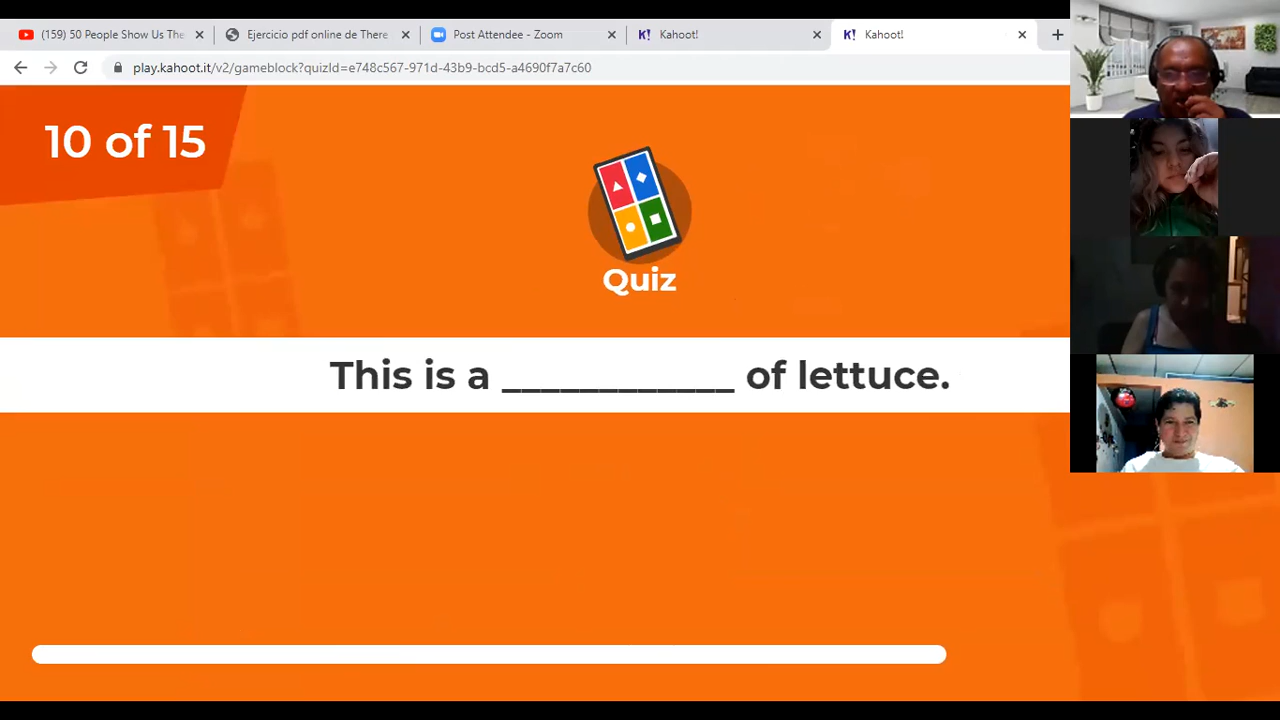 (159) 50 People Show Us The
Ejercicio pdf online de There
Post Attendee - Zoom
Kahoot!
Kahoot!
play.kahoot.it/v2/gameblock?quizId=e748c567-971d-43b9-bcd5-a4690f7a7c60
10 of 15
Quiz
This is a ____________ of lettuce.